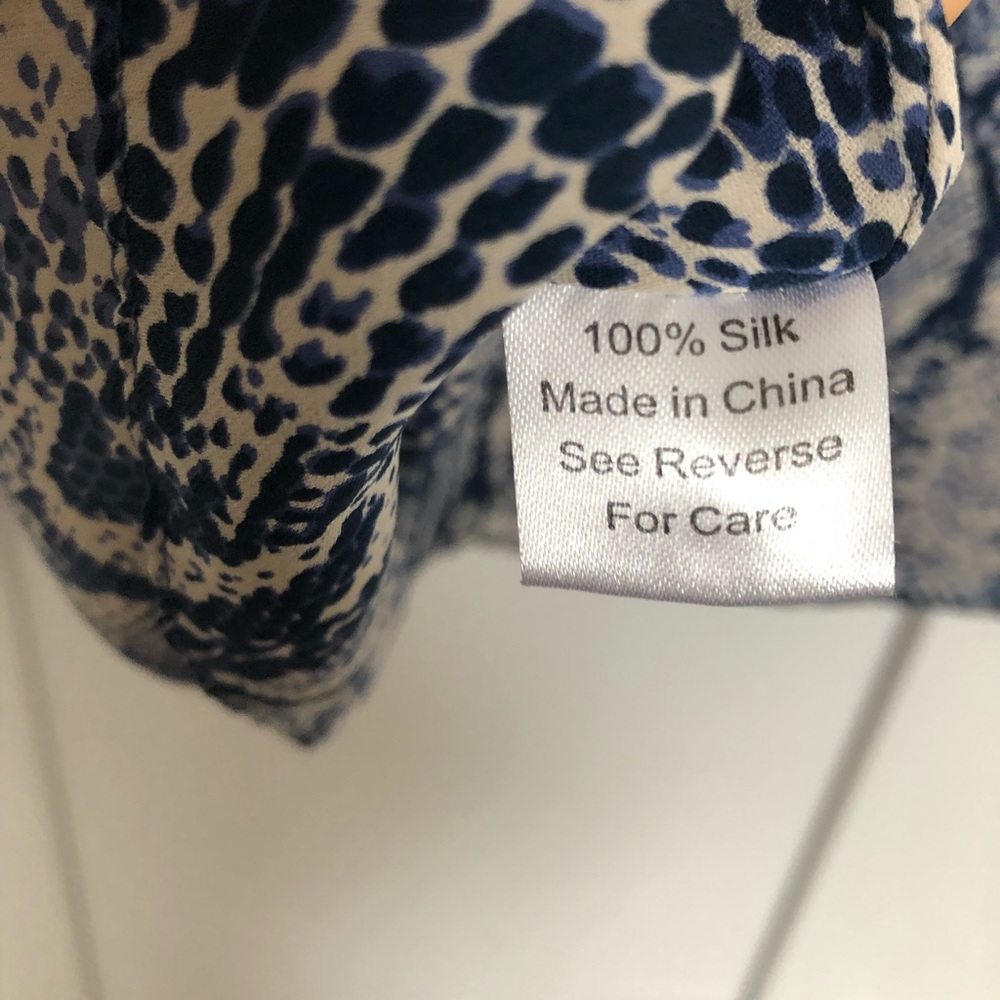 100% Silk
Made in China
See Reverse
For Care